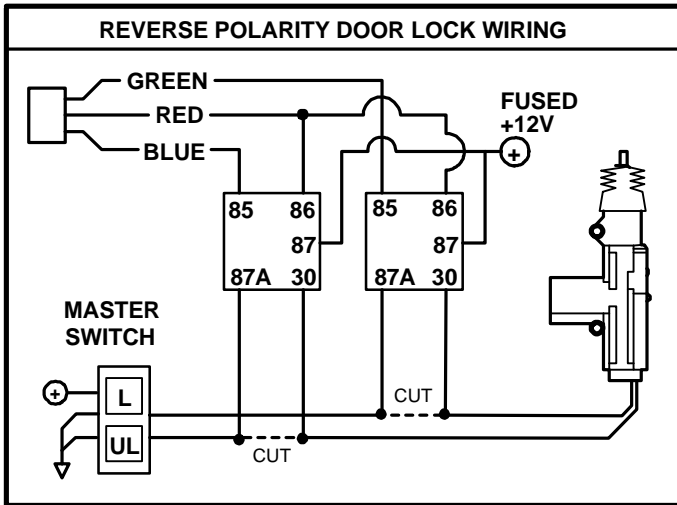 REVERSE POLARITY DOOR LOCK WIRING
GREEN
RED
BLUE
FUSED
+12V
+
85 86
87
87A 30
85 86
87
87A 30
MASTER
SWITCH
+
L
UL
CUT
CUT